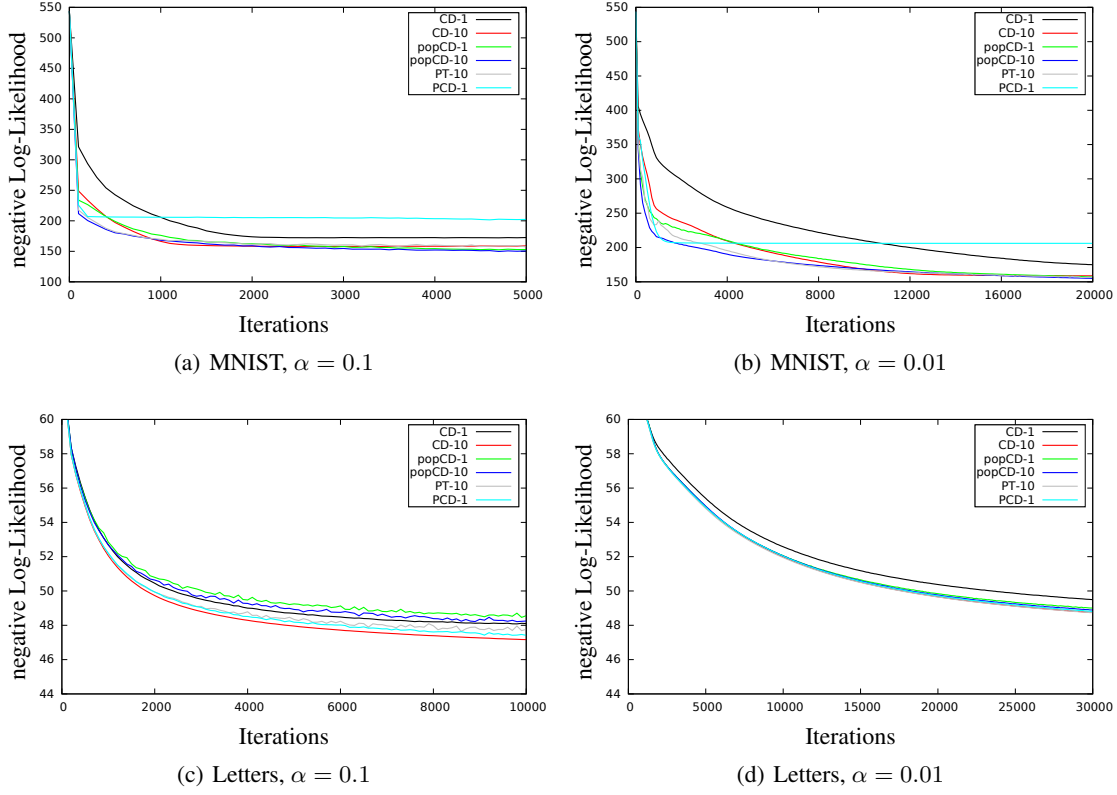 negative Log-Likelihood
550
500
450
400
350
300
250
200
150
100
0
1000
2000
3000
4000
5000
CD-1
CD-10
popCD-1
popCD-10
PT-10
PCD-1
Iterations
(a) MNIST, α = 0.1
negative Log-Likelihood
550
500
450
400
350
300
250
200
150
0
4000
8000
12000
16000
20000
CD-1
CD-10
popCD-1
popCD-10
PT-10
PCD-1
Iterations
(b) MNIST, α = 0.01
negative Log-Likelihood
60
58
56
54
52
50
48
46
44
0
2000
4000
6000
8000
10000
CD-1
CD-10
popCD-1
popCD-10
PT-10
PCD-1
Iterations
(c) Letters, α = 0.1
negative Log-Likelihood
60
58
56
54
52
50
48
46
44
0
5000
10000
15000
20000
25000
30000
CD-1
CD-10
popCD-1
popCD-10
PT-10
PCD-1
Iterations
(d) Letters, α = 0.01